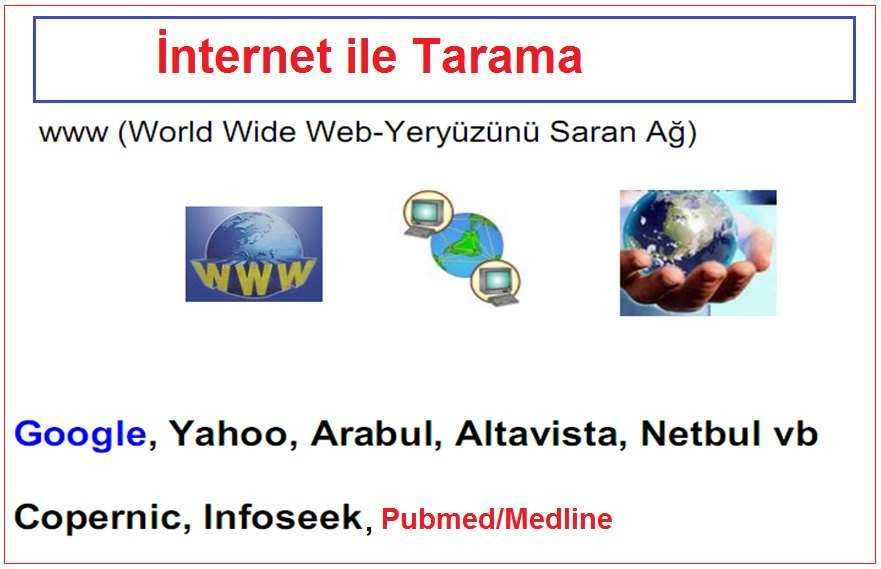 İnternet ile Tarama
www (World Wide Web-Yeryüzünü Saran Ağ)
WWW
Google, Yahoo, Arabul, Altavista, Netbul vb
Copernic, Infoseek, Pubmed/Medline